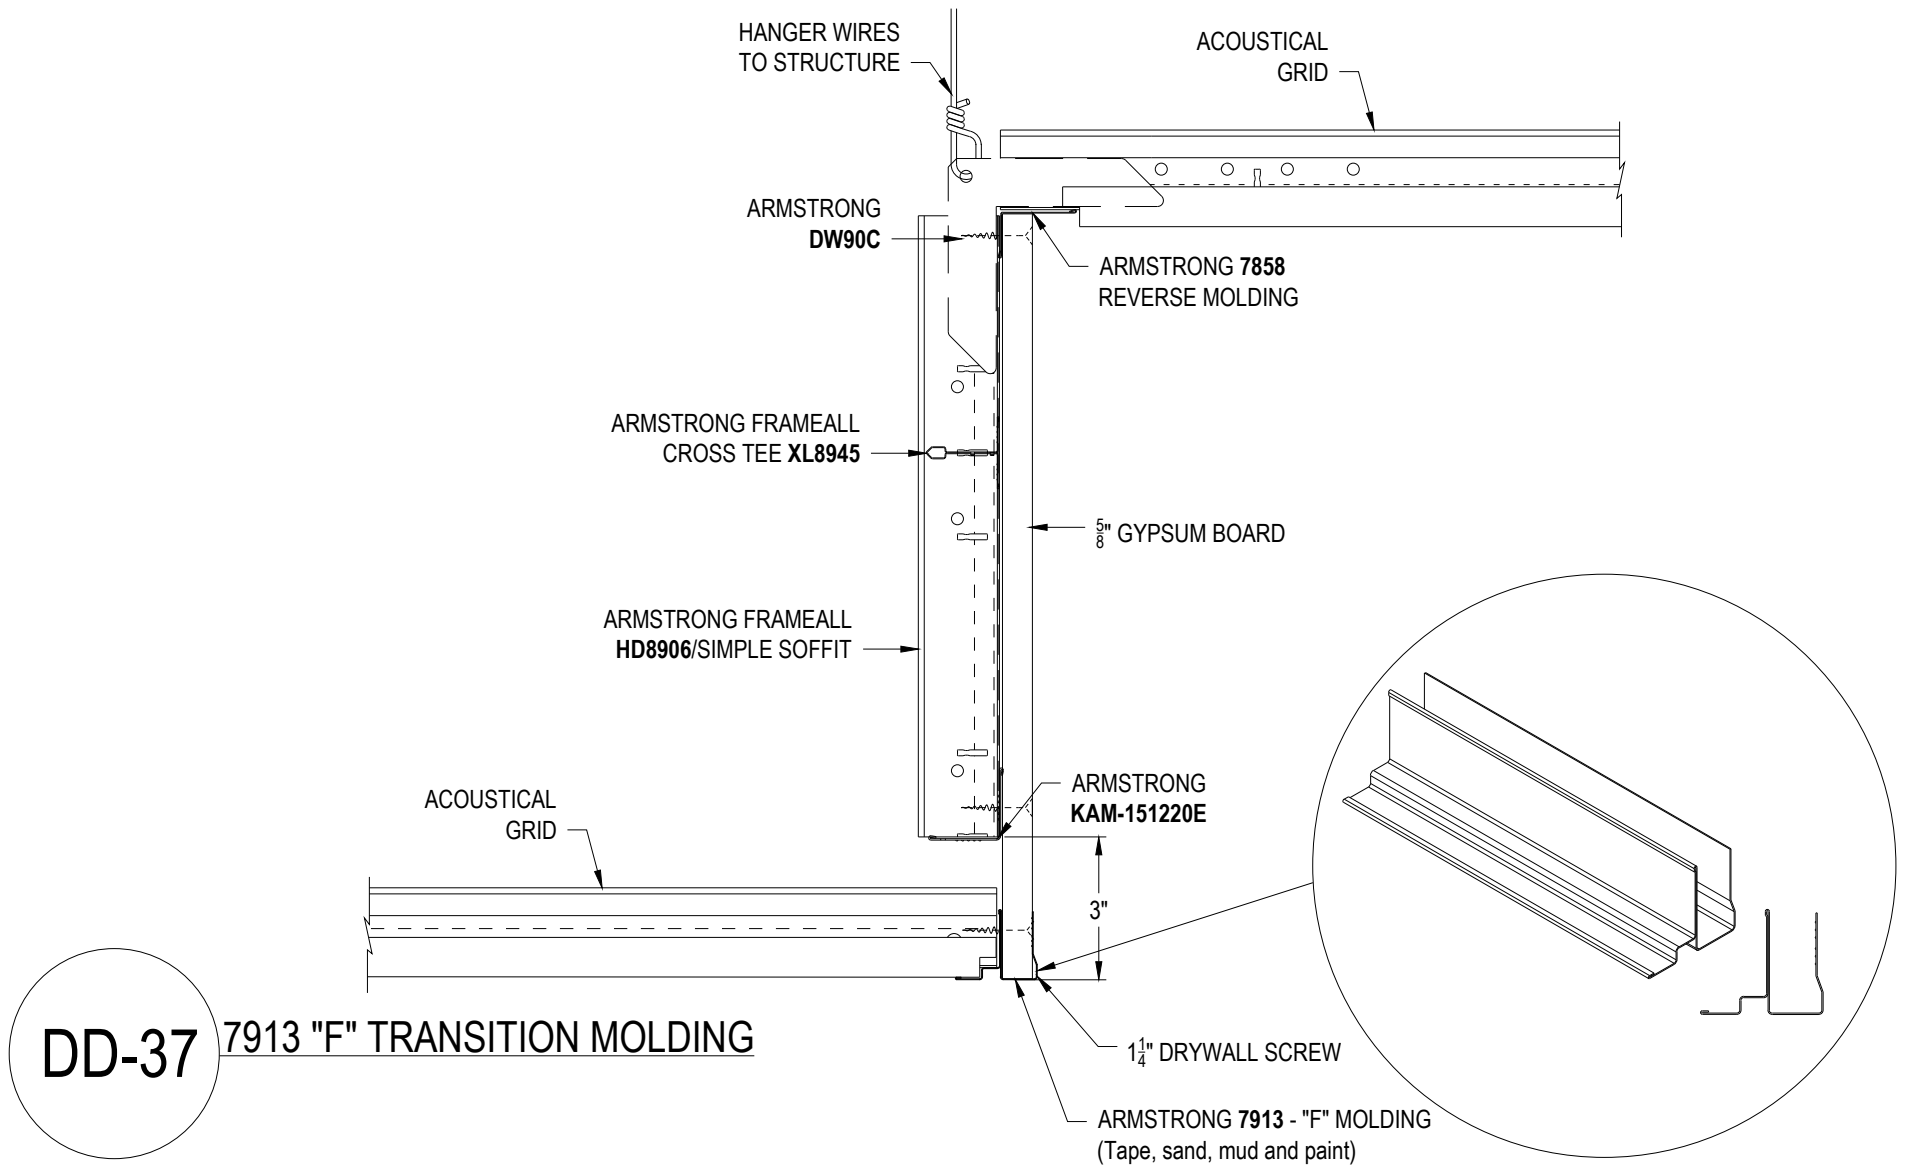 HANGER WIRES
TO STRUCTURE
ACOUSTICAL
GRID
ARMSTRONG
DW90C
ARMSTRONG 7858
REVERSE MOLDING
ARMSTRONG FRAMEALL
CROSS TEE XL8945
5/8" GYPSUM BOARD
ARMSTRONG FRAMEALL
HD8906/SIMPLE SOFFIT
ARMSTRONG
KAM-151220E
ACOUSTICAL
GRID
3"
DD-37
7913 "F" TRANSITION MOLDING
1 1/4" DRYWALL SCREW
ARMSTRONG 7913 - "F" MOLDING
(Tape, sand, mud and paint)